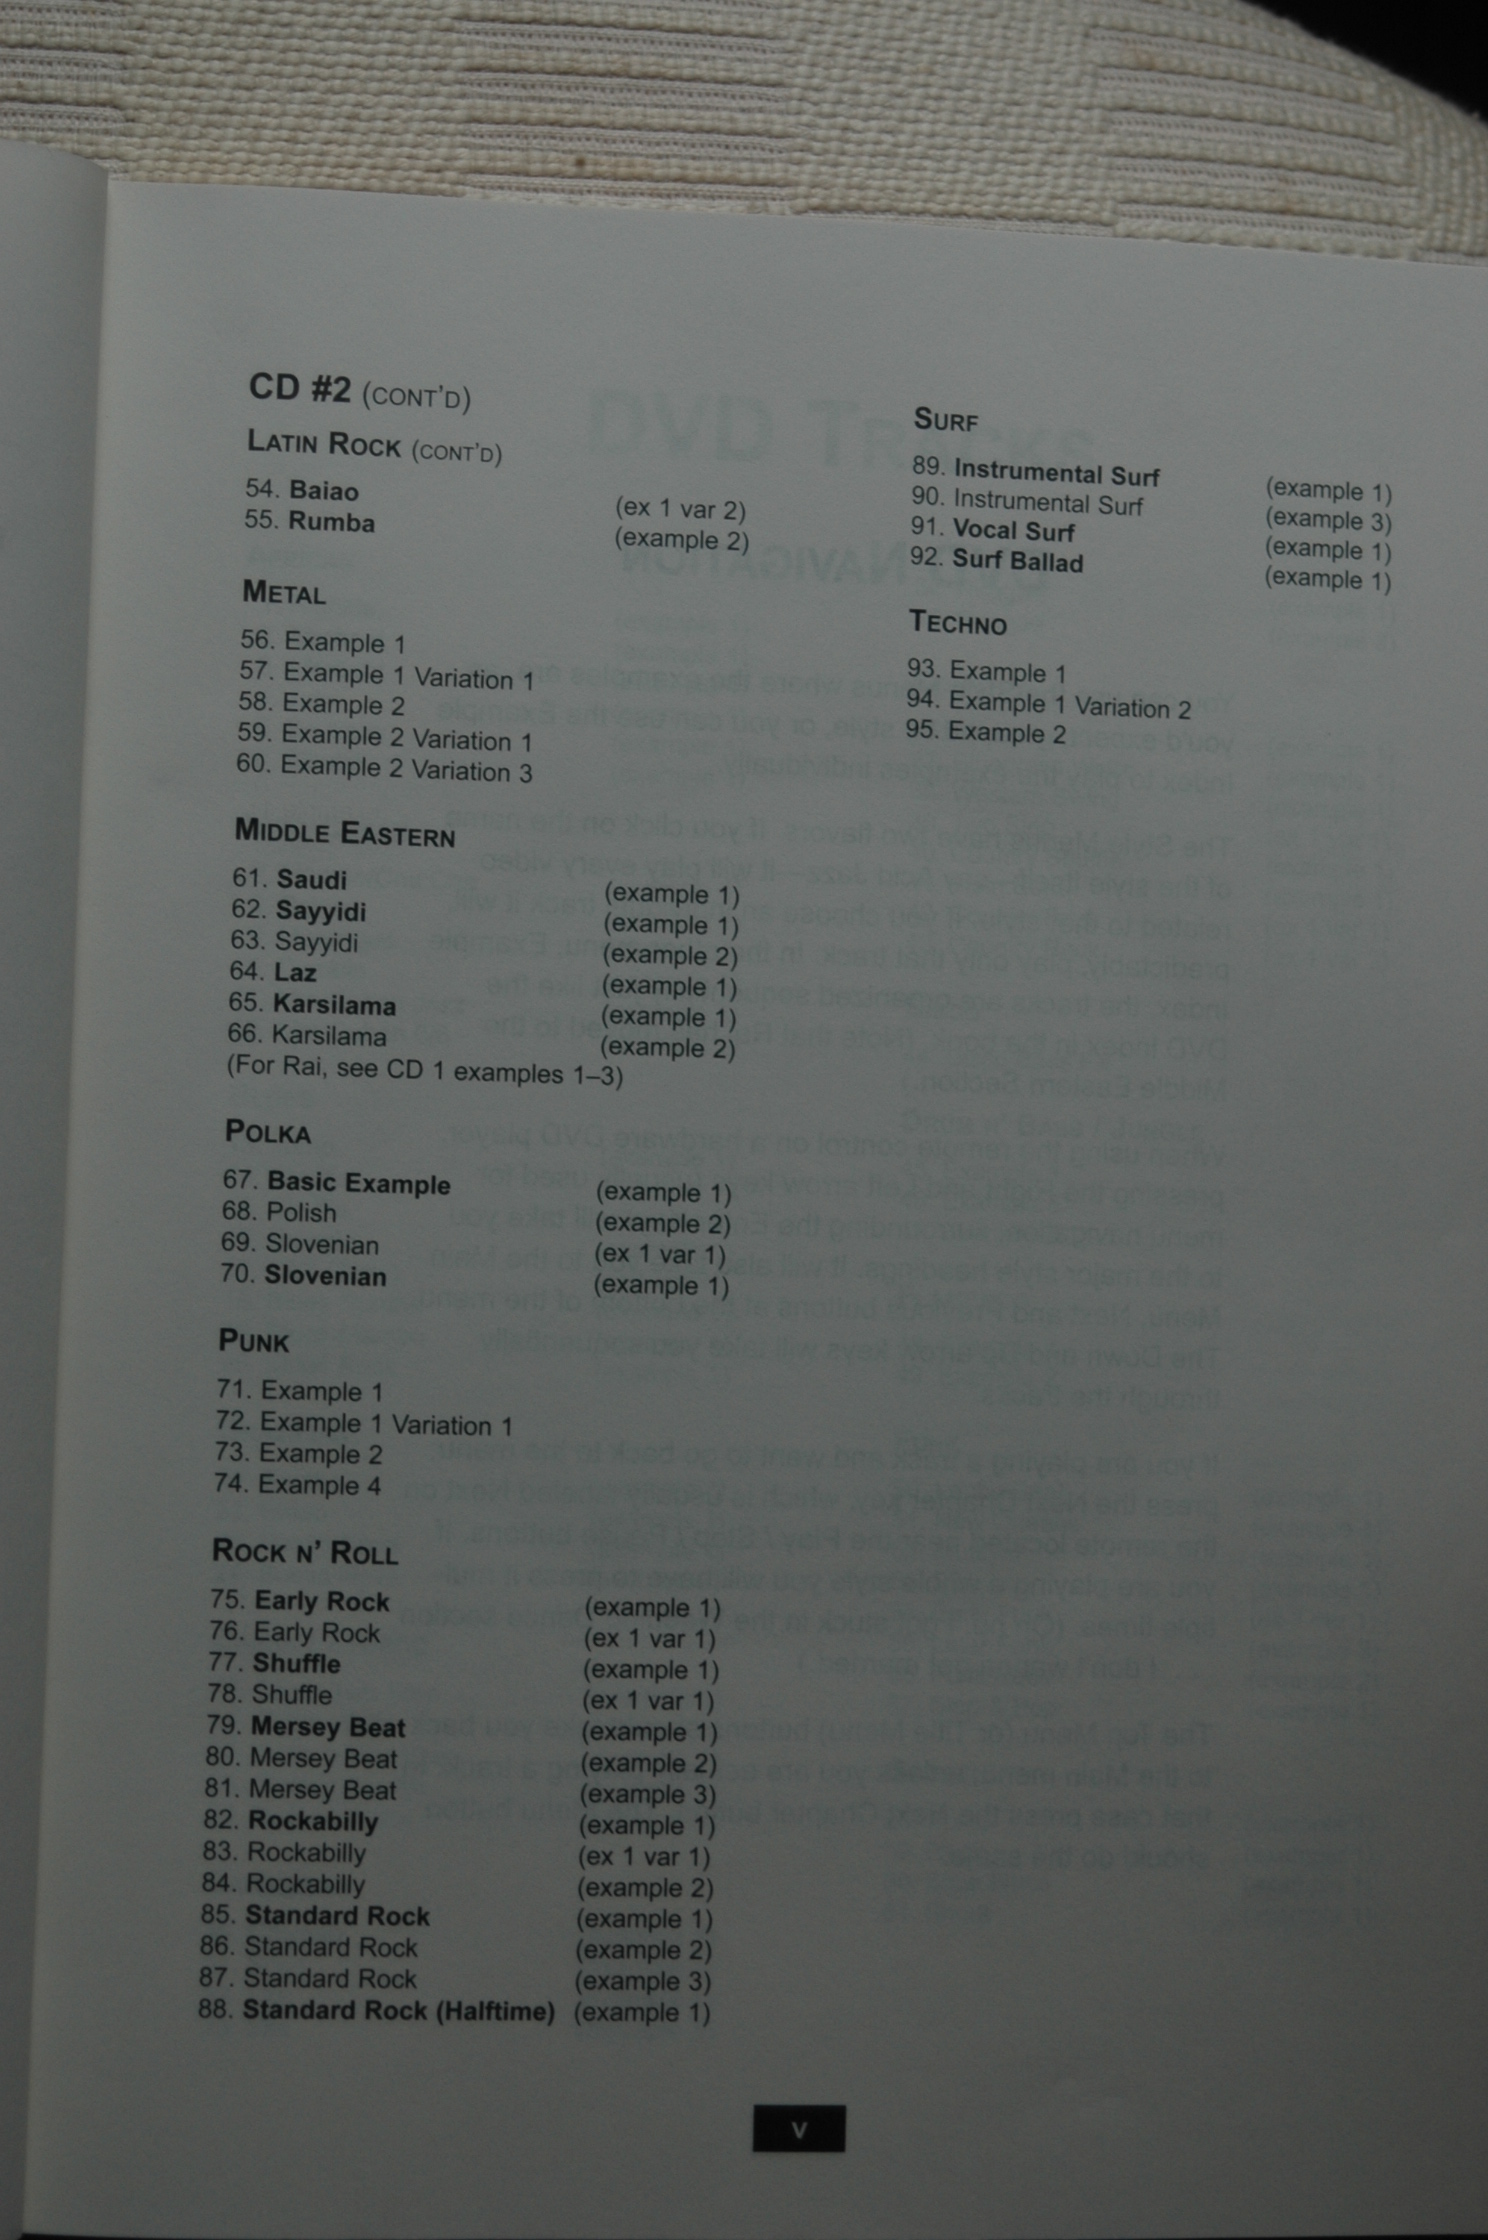 CD #2 (CONT'D)
LATIN ROCK (CONT'D)
54. Baiao (ex 1 var 2)
55. Rumba (example 2)
METAL
56. Example 1
57. Example 1 Variation 1
58. Example 2
59. Example 2 Variation 1
60. Example 2 Variation 3
MIDDLE EASTERN
61. Saudi (example 1)
62. Sayyidi (example 1)
63. Sayyidi (example 2)
64. Laz (example 1)
65. Karsilama (example 1)
66. Karsilama (example 2)
(For Rai, see CD 1 examples 1–3)
POLKA
67. Basic Example (example 1)
68. Polish (example 2)
69. Slovenian (ex 1 var 1)
70. Slovenian (example 1)
PUNK
71. Example 1
72. Example 1 Variation 1
73. Example 2
74. Example 4
ROCK N' ROLL
75. Early Rock (example 1)
76. Early Rock (ex 1 var 1)
77. Shuffle (example 1)
78. Shuffle (ex 1 var 1)
79. Mersey Beat (example 1)
80. Mersey Beat (example 2)
81. Mersey Beat (example 3)
82. Rockabilly (example 1)
83. Rockabilly (ex 1 var 1)
84. Rockabilly (example 2)
85. Standard Rock (example 1)
86. Standard Rock (example 2)
87. Standard Rock (example 3)
88. Standard Rock (Halftime) (example 1)
SURF
89. Instrumental Surf (example 1)
90. Instrumental Surf (example 3)
91. Vocal Surf (example 1)
92. Surf Ballad (example 1)
TECHNO
93. Example 1
94. Example 1 Variation 2
95. Example 2
V